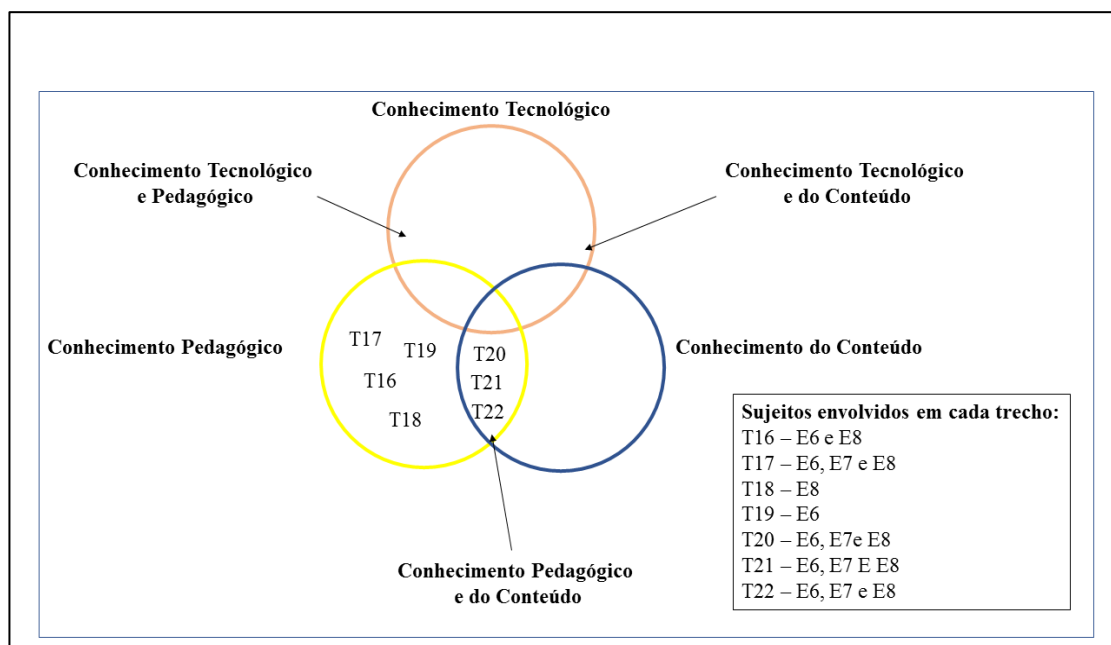 Conhecimento Tecnológico
Conhecimento Tecnológico
e Pedagógico
Conhecimento Tecnológico
e do Conteúdo
Conhecimento Pedagógico
T17
T19
T16
T18
T20
T21
T22
Conhecimento do Conteúdo
Conhecimento Pedagógico
e do Conteúdo
Sujeitos envolvidos em cada trecho:
T16 – E6 e E8
T17 – E6, E7 e E8
T18 – E8
T19 – E6
T20 – E6, E7e E8
T21 – E6, E7 E E8
T22 – E6, E7 e E8